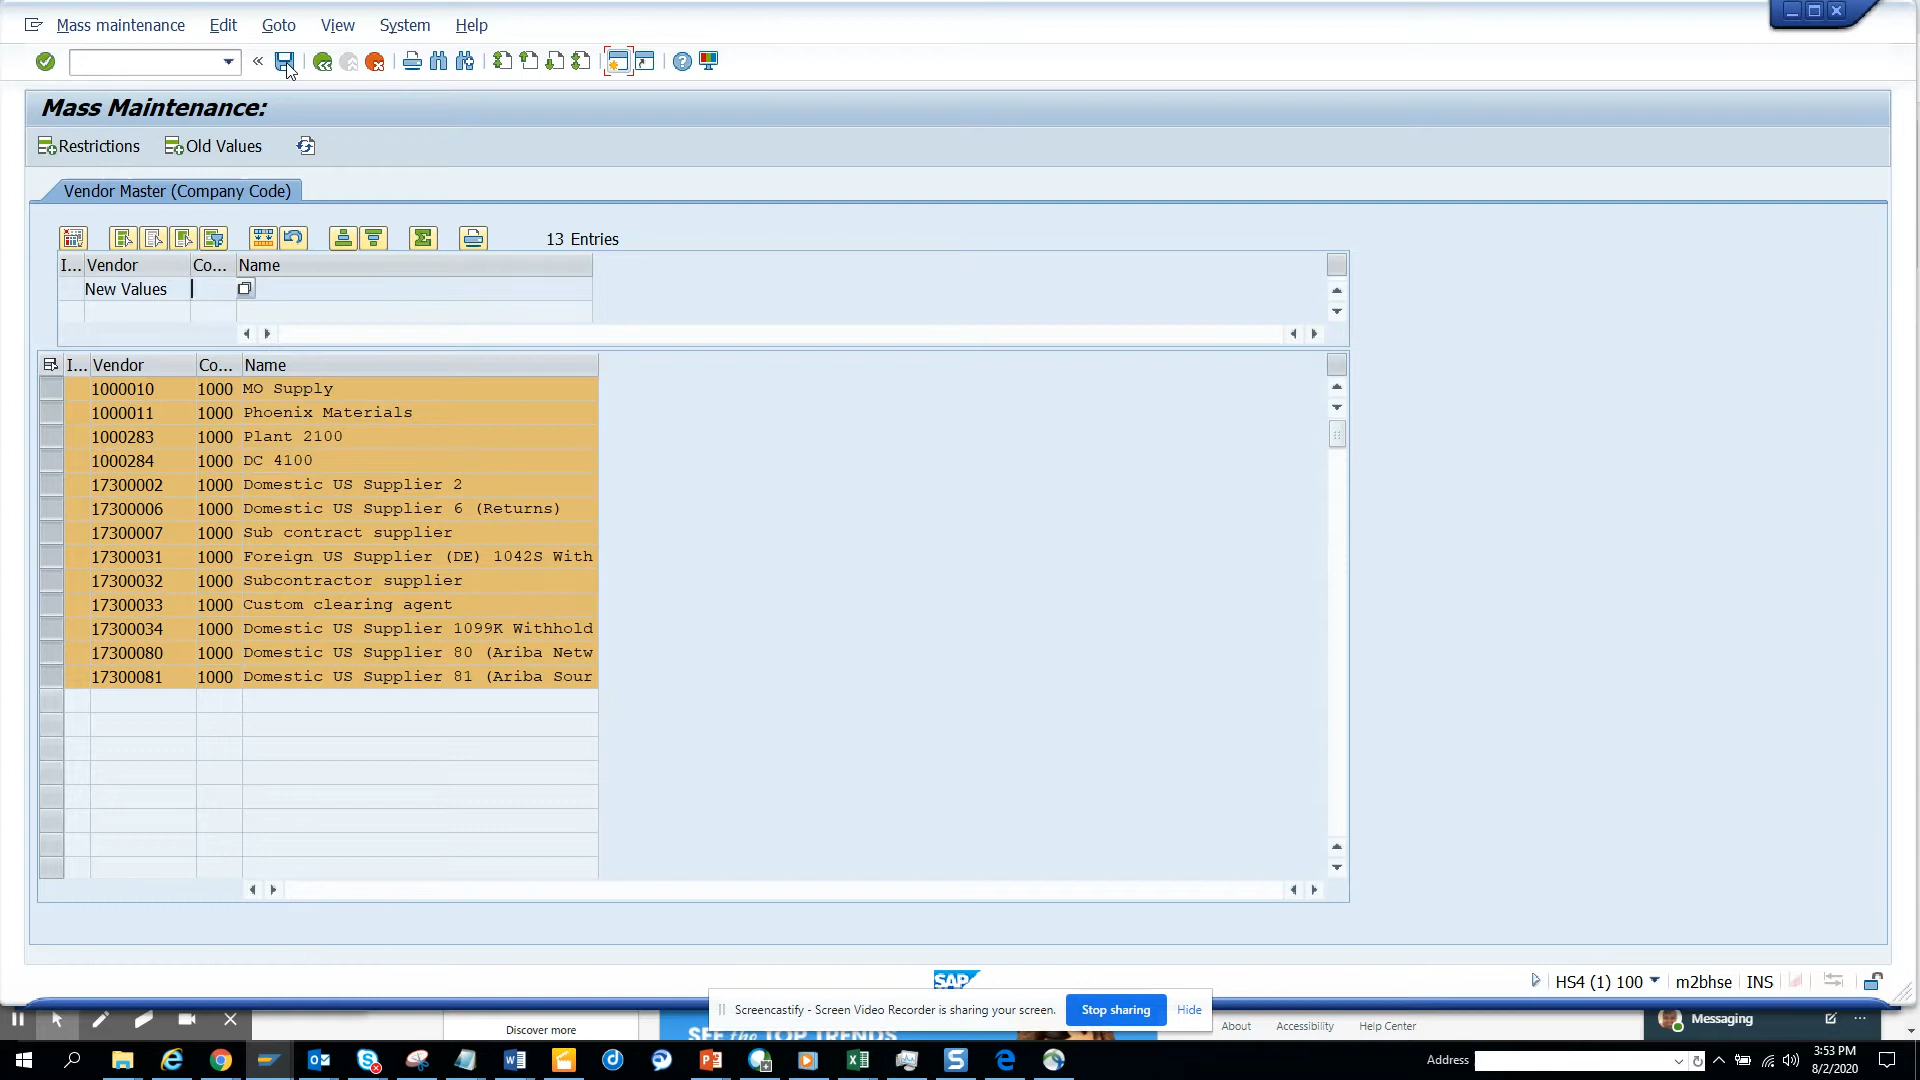 Mass maintenance Edit Goto View System Help
Mass Maintenance:
Restrictions Old Values
Vendor Master (Company Code)
13 Entries
I... Vendor Co... Name
New Values
I... Vendor Co... Name
1000010 1000 MO Supply
1000011 1000 Phoenix Materials
1000283 1000 Plant 2100
1000284 1000 DC 4100
17300002 1000 Domestic US Supplier 2
17300006 1000 Domestic US Supplier 6 (Returns)
17300007 1000 Sub contract supplier
17300031 1000 Foreign US Supplier (DE) 1042S With
17300032 1000 Subcontractor supplier
17300033 1000 Custom clearing agent
17300034 1000 Domestic US Supplier 1099K Withhold
17300080 1000 Domestic US Supplier 80 (Ariba Netw
17300081 1000 Domestic US Supplier 81 (Ariba Sour
SAP
HS4 (1) 100 m2bhse INS
Screencastify - Screen Video Recorder is sharing your screen. Stop sharing Hide
Discover more
SEE THE TOP TRENDS
About Accessibility Help Center
Messaging
Address
3:53 PM
8/2/2020